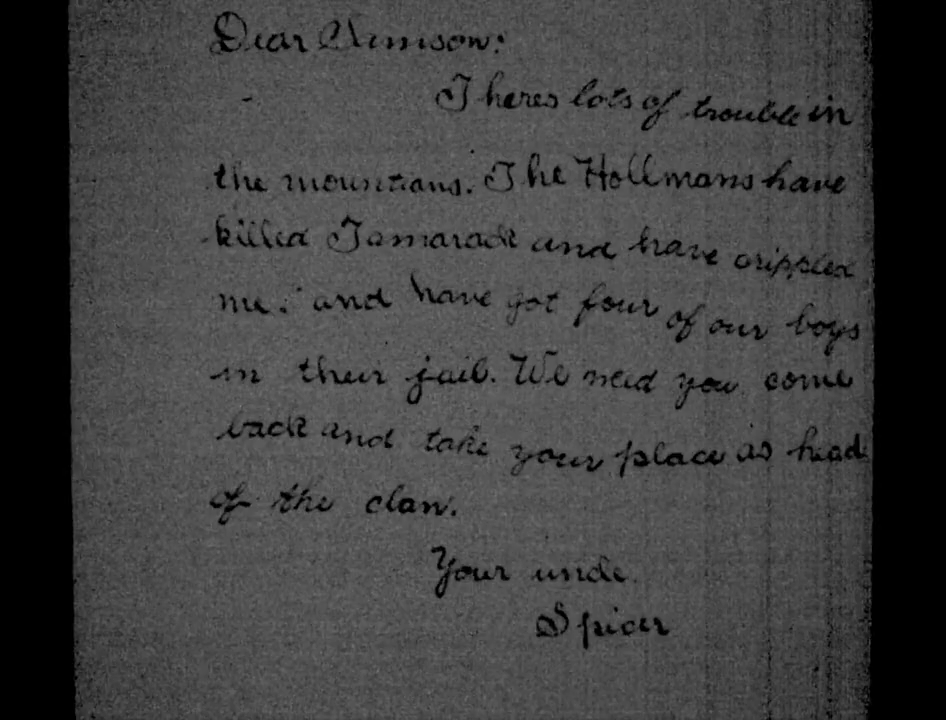 Dear Samson:
Theres lots of trouble in
the mountians. The Hollmans have
killed Tamarack and have crippled
me. and have got four of our boys
in their jail. We need you come
back and take your place as head
of the clan.
Your uncle
Spicer